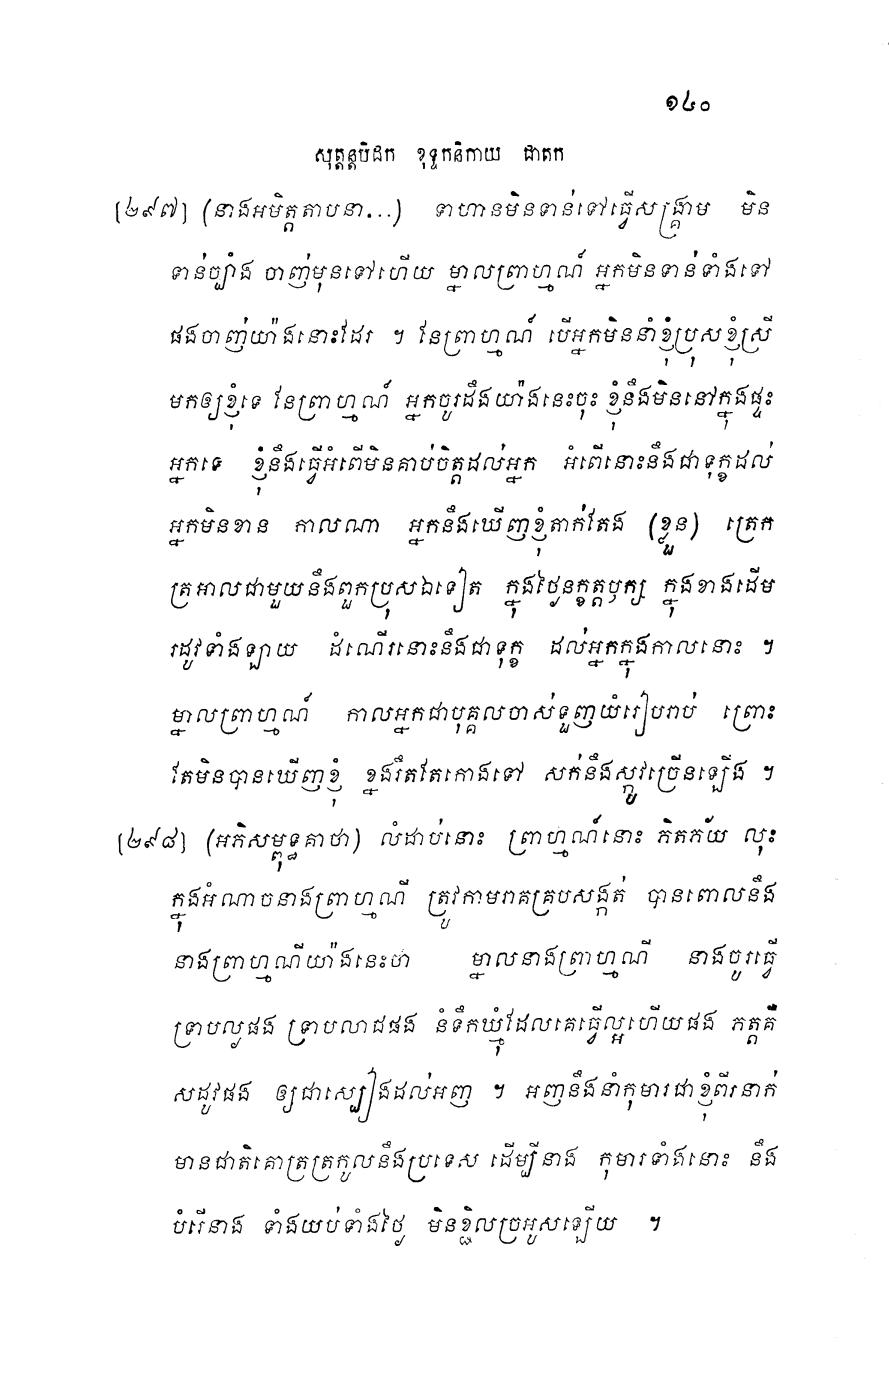 ១៤០
សុត្តន្តបិដក ខុទ្ទកនិកាយ ជាតក
[២៩៧] (នាងអមិត្តតាបនា...) ទាហានមិនទាន់ទៅធ្វើសង្គ្រាម មិន
ទាន់ច្បាំង ចាញ់មុនទៅហើយ ម្នាលព្រាហ្មណ៍ អ្នកមិនទាន់ទាំងទៅ
ផងចាញ់យ៉ាងនោះដែរ ។ នែព្រាហ្មណ៍ បើអ្នកមិននាំខ្ញុំប្រុសខ្ញុំស្រី
មកឲ្យខ្ញុំទេ នែព្រាហ្មណ៍ អ្នកចូរដឹងយ៉ាងនេះចុះ ខ្ញុំនឹងមិននៅក្នុងផ្ទះ
អ្នកទេ ខ្ញុំនឹងធ្វើអំពើមិនគាប់ចិត្តដល់អ្នក អំពើនោះនឹងជាទុក្ខដល់
អ្នកមិនខាន កាលណា អ្នកនឹងឃើញខ្ញុំតាក់តែង (ខ្លួន) ត្រេក
ត្រអាលជាមួយនឹងពួកប្រុសឯទៀត ក្នុងថ្ងៃនក្ខត្តឫក្ស ក្នុងខាងដើម
រដូវទាំងឡាយ ដំណើរនោះនឹងជាទុក្ខ ដល់អ្នកក្នុងកាលនោះ ។
ម្នាលព្រាហ្មណ៍ កាលអ្នកជាបុគ្គលចាស់ទួញយំរៀបរាប់ ព្រោះ
តែមិនបានឃើញខ្ញុំ ខ្នងរឹតតែកោងទៅ សក់នឹងស្កូវច្រើនឡើង ។
[២៩៨] (អភិសម្ពុទ្ធគាថា) លំដាប់នោះ ព្រាហ្មណ៍នោះ ភិតភ័យ លុះ
ក្នុងអំណាចនាងព្រាហ្មណី ត្រូវកាមរាគគ្របសង្កត់ បានពោលនឹង
នាងព្រាហ្មណីយ៉ាងនេះថា ម្នាលនាងព្រាហ្មណី នាងចូរធ្វើ
ទ្រាបល្ងផង ទ្រាបលាជផង នំទឹកឃ្មុំដែលគេធ្វើល្អហើយផង ភត្តគឺ
សដូវផង ឲ្យជាស្បៀងដល់អញ ។ អញនឹងនាំកុមារជាខ្ញុំពីរនាក់
មានជាតិគោត្រត្រកូលនឹងប្រទេស ដើម្បីនាង កុមារទាំងនោះ នឹង
បំរើនាង ទាំងយប់ទាំងថ្ងៃ មិនខ្ជិលច្រអូសឡើយ ។